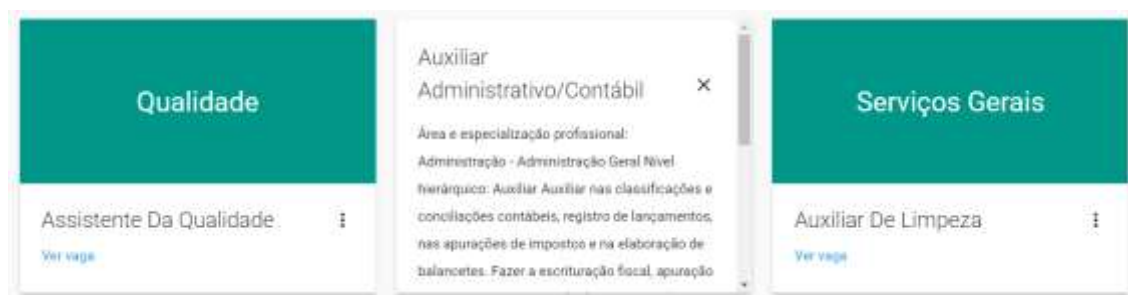 Qualidade
Assistente Da Qualidade
Ver vaga
Auxiliar
Administrativo/Contábil
Área e especialização profissional:
Administração - Administração Geral Nível
hierárquico: Auxiliar Auxiliar nas classificações e
conciliações contábeis, registro de lançamentos,
nas apurações de impostos e na elaboração de
balancetes. Fazer a escrituração fiscal, apuração
Serviços Gerais
Auxiliar De Limpeza
Ver vaga